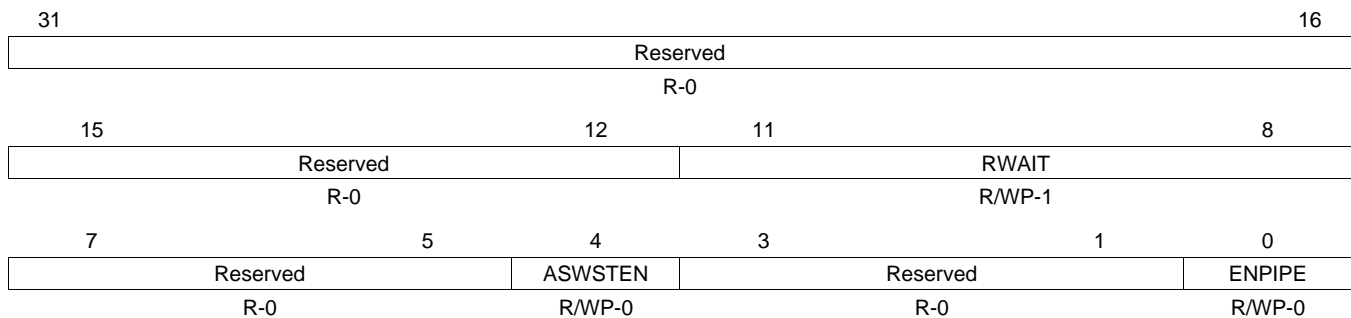 31 16
Reserved
R-0
15 12 11 8
Reserved RWAIT
R-0 R/WP-1
7 5 4 3 1 0
Reserved ASWSTEN Reserved ENPIPE
R-0 R/WP-0 R-0 R/WP-0